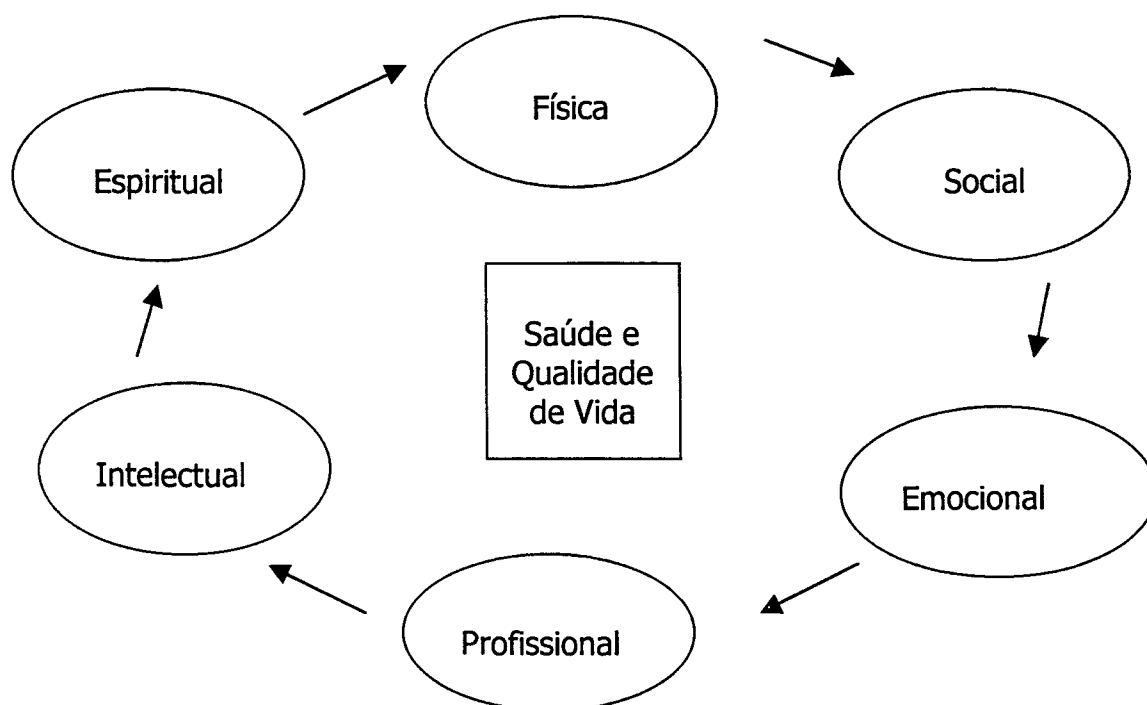 Física
Espiritual
Social
Saúde e
Qualidade
de Vida
Intelectual
Emocional
Profissional